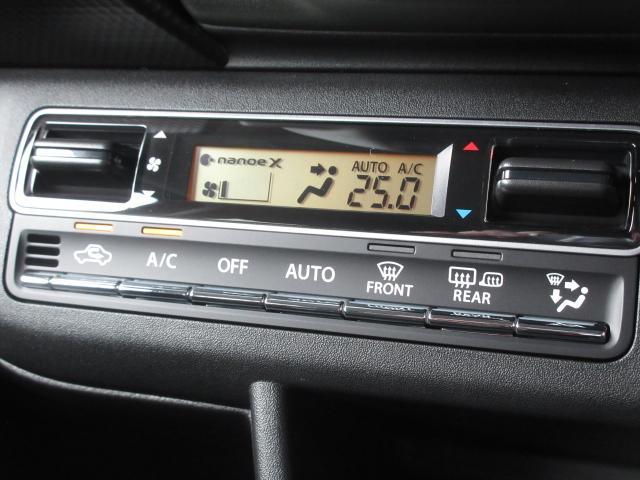 nanoe X
AUTO A/C
25.0
A/C
OFF
AUTO
FRONT
REAR